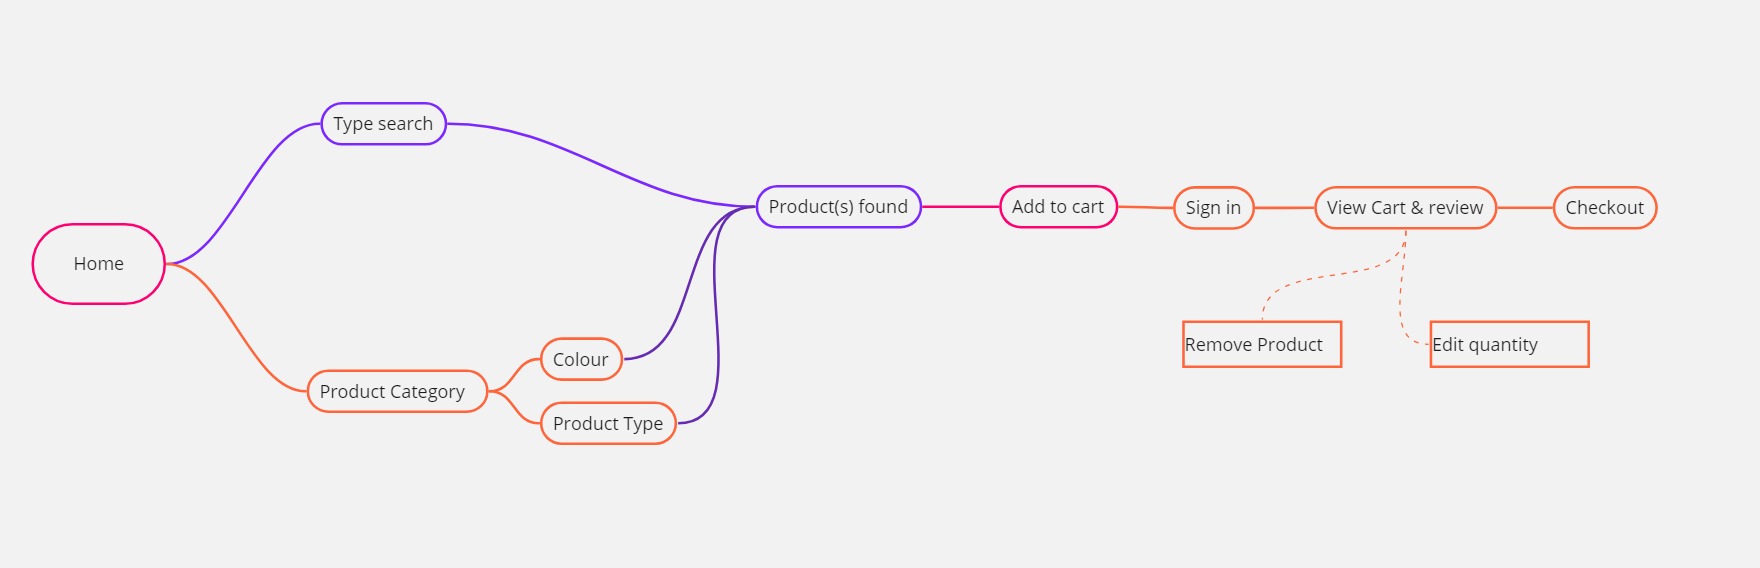 Home
Type search
Product Category
Colour
Product Type
Product(s) found
Add to cart
Sign in
View Cart & review
Checkout
Remove Product
Edit quantity